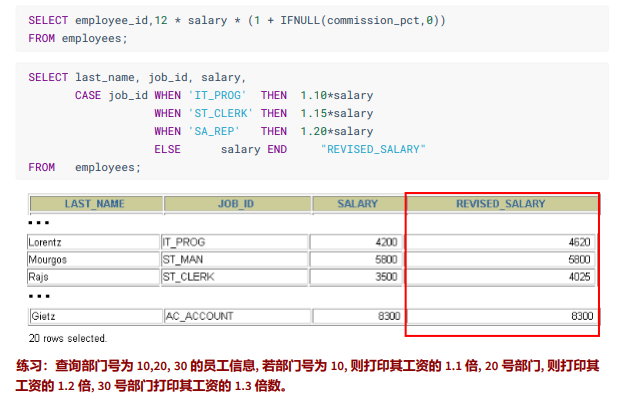 SELECT employee_id,12 * salary * (1 + IFNULL(commission_pct,0))
FROM employees;
SELECT last_name, job_id, salary,
       CASE job_id WHEN 'IT_PROG'  THEN  1.10*salary
                   WHEN 'ST_CLERK' THEN  1.15*salary
                   WHEN 'SA_REP'   THEN  1.20*salary
                   ELSE      salary END     "REVISED_SALARY"
FROM   employees;
LAST_NAME JOB_ID SALARY REVISED_SALARY
...
Lorentz IT_PROG 4200 4620
Mourgos ST_MAN 5800 5800
Rajs ST_CLERK 3500 4025
...
Gietz AC_ACCOUNT 8300 8300
20 rows selected.
练习：查询部门号为 10,20, 30 的员工信息, 若部门号为 10, 则打印其工资的 1.1 倍, 20 号部门, 则打印其
工资的 1.2 倍, 30 号部门打印其工资的 1.3 倍数。